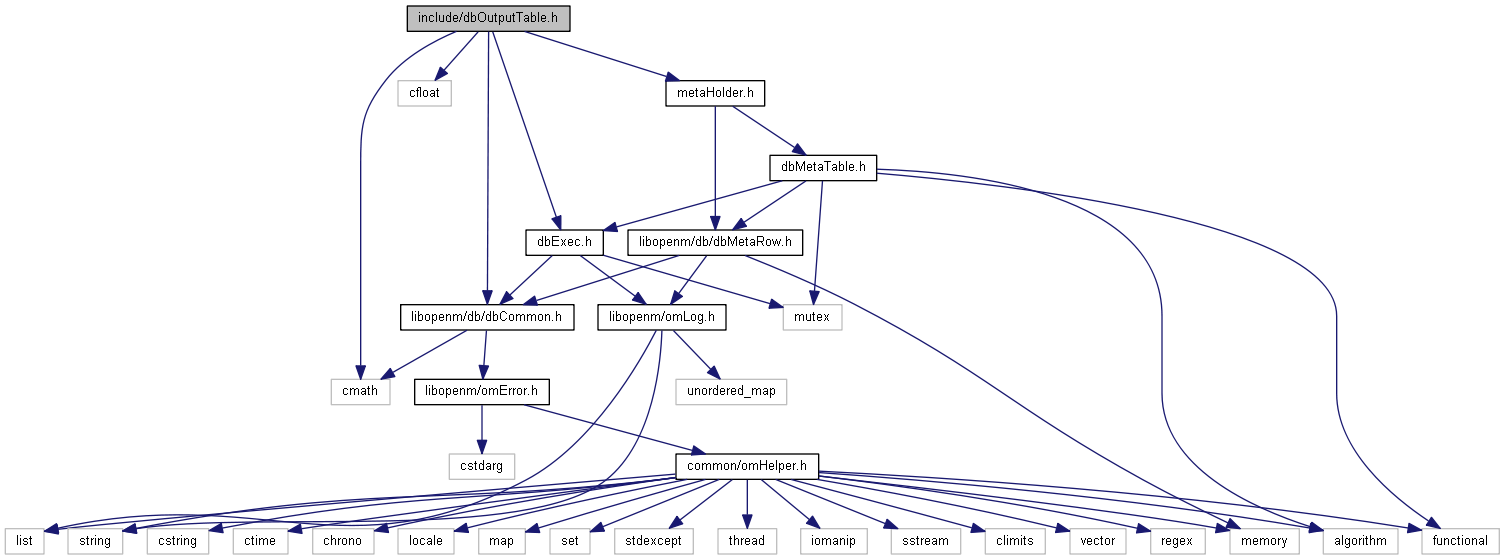 include/dbOutputTable.h
cfloat
metaHolder.h
dbMetaTable.h
dbExec.h
libopenm/db/dbMetaRow.h
libopenm/db/dbCommon.h
libopenm/omLog.h
mutex
cmath
libopenm/omError.h
unordered_map
cstdarg
common/omHelper.h
list
string
cstring
ctime
chrono
locale
map
set
stdexcept
thread
iomanip
sstream
climits
vector
regex
memory
algorithm
functional